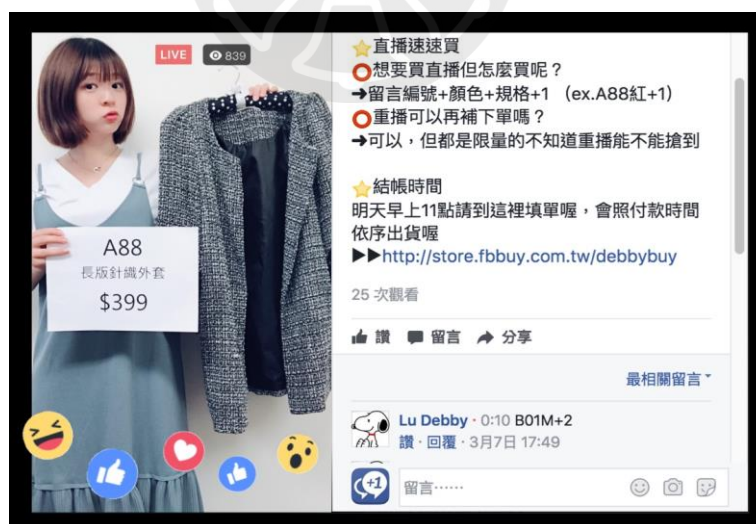 LIVE 839
A88
長版針織外套
$399
直播速速買
想要買直播但怎麼買呢?
➜留言編號+顏色+規格+1 (ex.A88紅+1)
重播可以再補下單嗎?
➜可以,但都是限量的不知道重播能不能搶到
結帳時間
明天早上11點請到這裡填單喔,會照付款時間
依序出貨喔
▶▶http://store.fbbuy.com.tw/debbybuy
25 次觀看
讚 留言 分享
最相關留言
Lu Debby · 0:10 B01M+2
讚 · 回覆 · 3月7日 17:49
+1
留言……